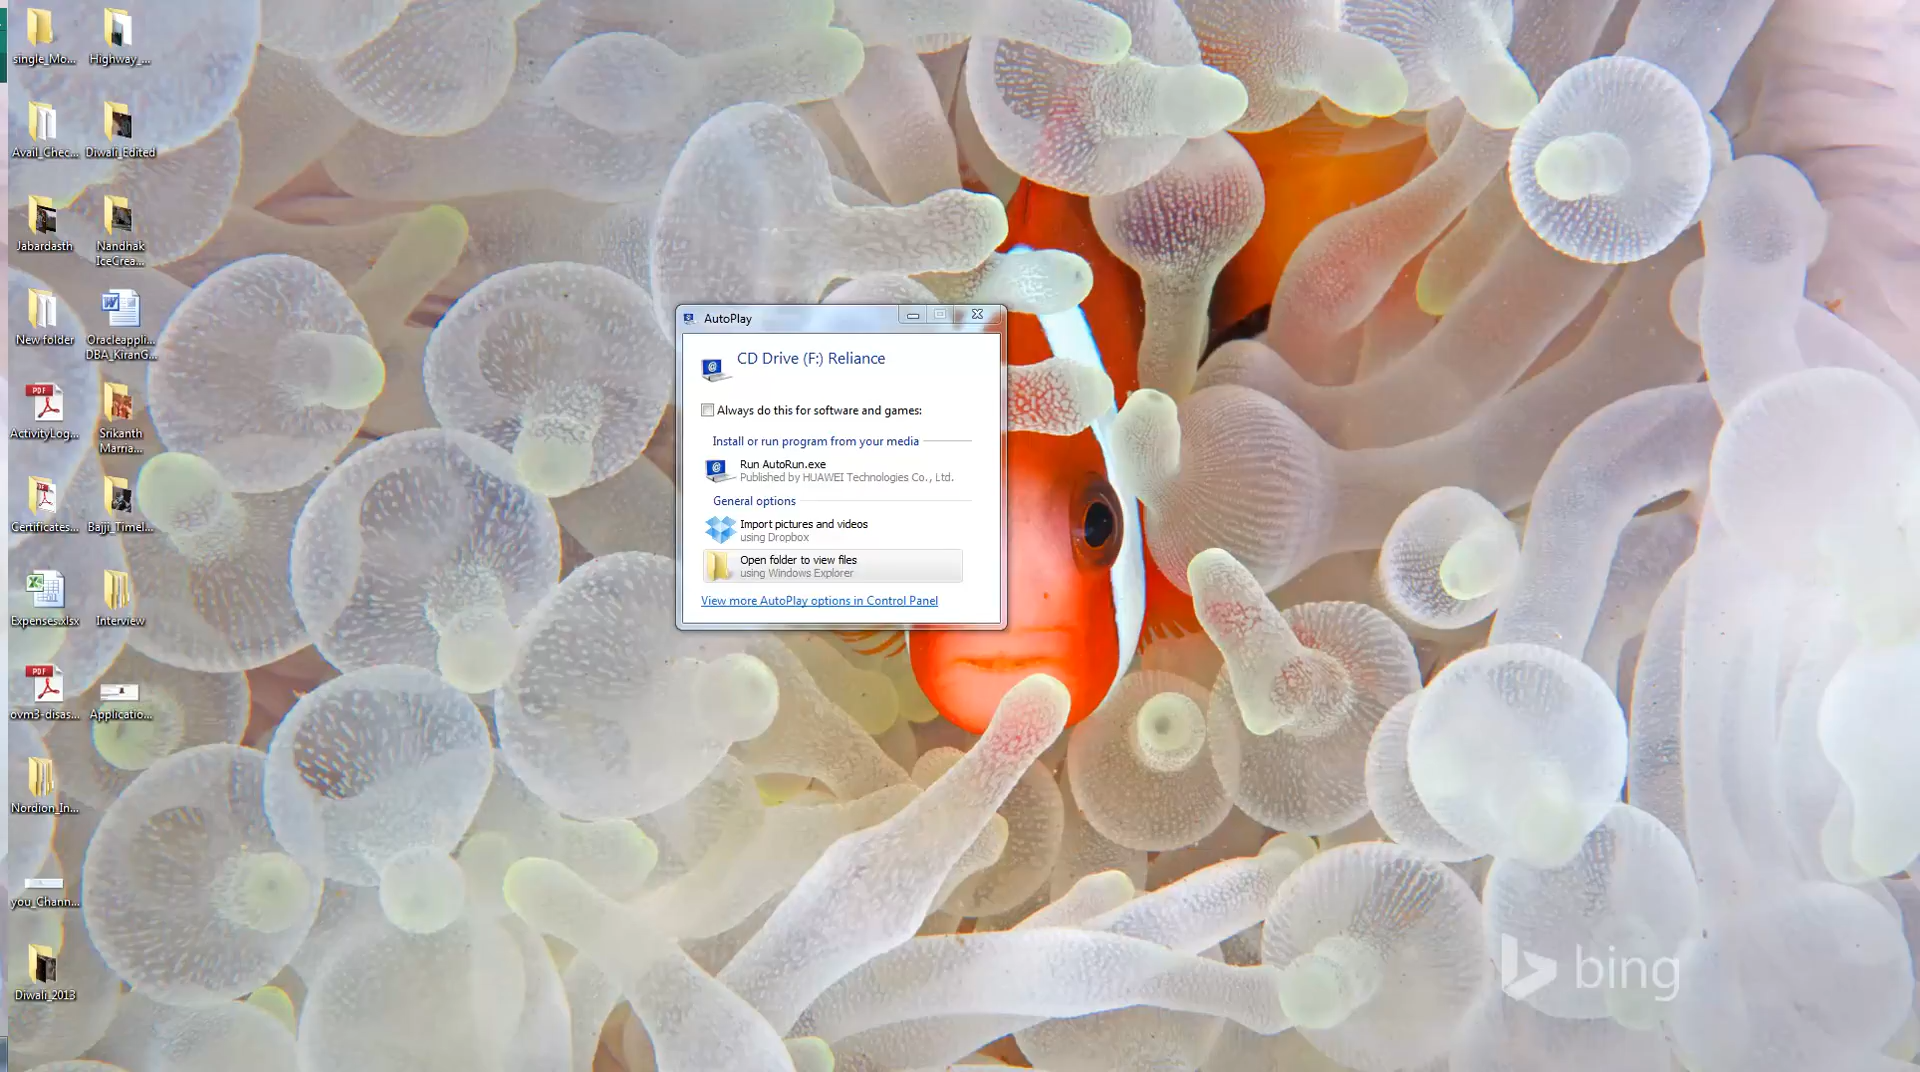 single_Mo...
Highway_...
Avail_Chec...
Diwali_Edited
Jabardasth
Nandhak
IceCrea...
New folder
Oracleappli...
DBA_KiranG...
ActivityLog...
Srikanth
Marria...
Certificates...
Bajji_Timel...
Expenses.xlsx
Interview
ovm3-disas...
Applicatio...
Nordion_In...
you_Chann...
Diwali_2013
AutoPlay
CD Drive (F:) Reliance
Always do this for software and games:
Install or run program from your media
Run AutoRun.exe
Published by HUAWEI Technologies Co., Ltd.
General options
Import pictures and videos
using Dropbox
Open folder to view files
using Windows Explorer
View more AutoPlay options in Control Panel
bing